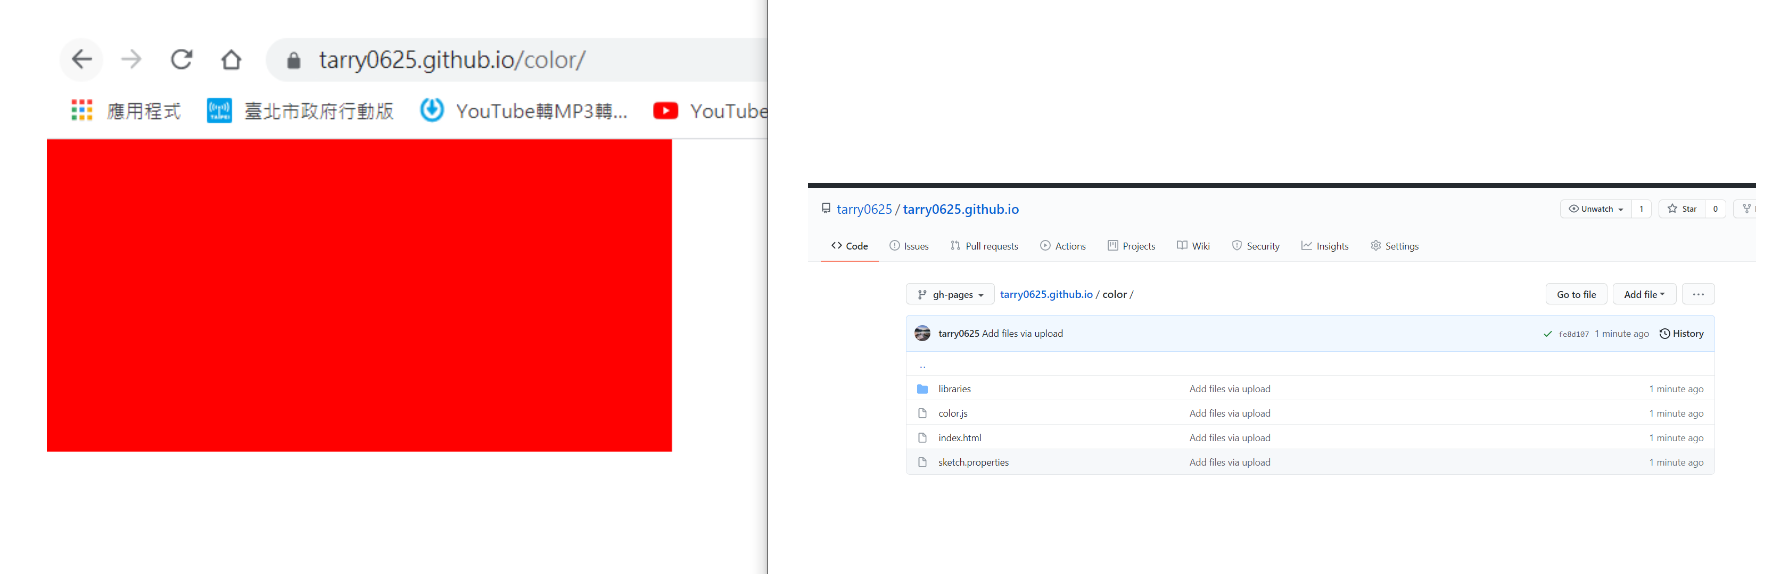 tarry0625.github.io/color/
應用程式 臺北市政府行動版 YouTube轉MP3轉... YouTube
tarry0625 / tarry0625.github.io Unwatch 1 Star 0
Code Issues Pull requests Actions Projects Wiki Security Insights Settings
gh-pages tarry0625.github.io / color / Go to file Add file ...
tarry0625 Add files via upload fc8d107 1 minute ago History
..
libraries Add files via upload 1 minute ago
color.js Add files via upload 1 minute ago
index.html Add files via upload 1 minute ago
sketch.properties Add files via upload 1 minute ago